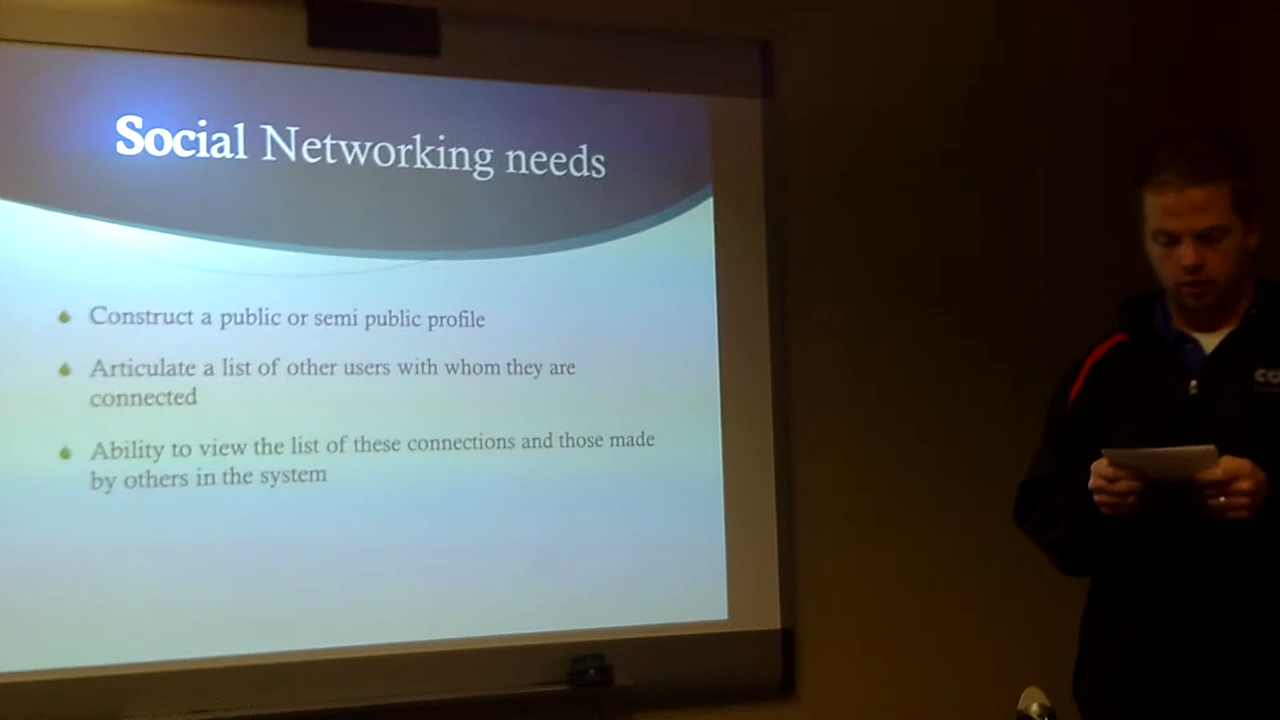 Social Networking needs
Construct a public or semi public profile
Articulate a list of other users with whom they are
connected
Ability to view the list of these connections and those made
by others in the system